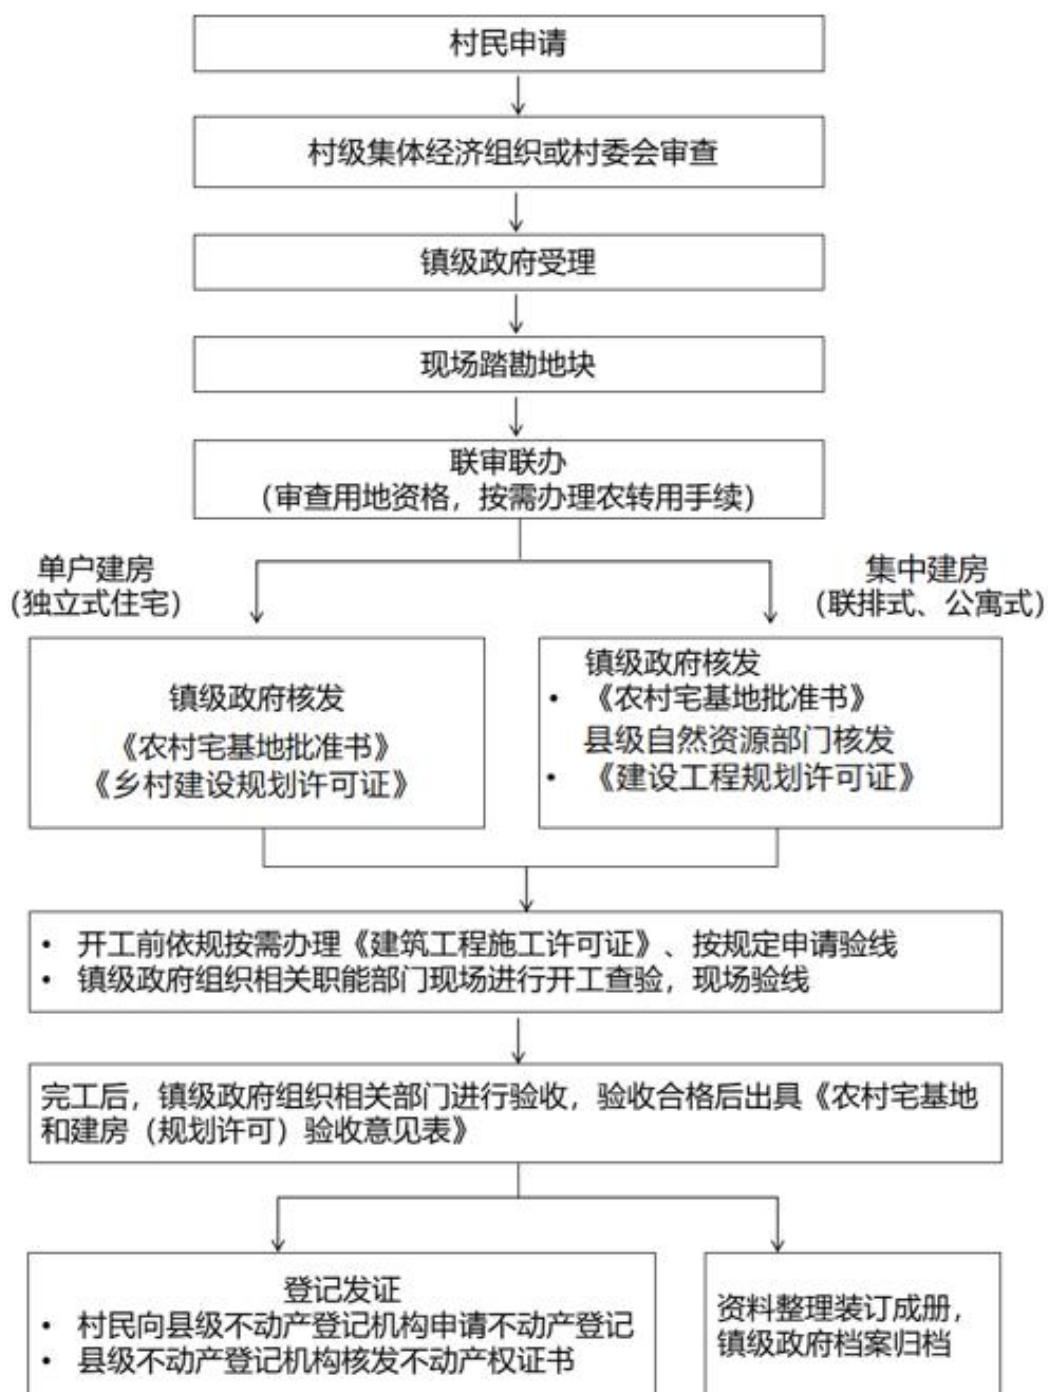 村民申请
村级集体经济组织或村委会审查
镇级政府受理
现场踏勘地块
联审联办
（审查用地资格，按需办理农转用手续）
单户建房
（独立式住宅）
集中建房
（联排式、公寓式）
镇级政府核发
《农村宅基地批准书》
《乡村建设规划许可证》
镇级政府核发
• 《农村宅基地批准书》
县级自然资源部门核发
• 《建设工程规划许可证》
• 开工前依规按需办理《建筑工程施工许可证》、按规定申请验线
• 镇级政府组织相关职能部门现场进行开工查验，现场验线
完工后，镇级政府组织相关部门进行验收，验收合格后出具《农村宅基地
和建房（规划许可）验收意见表》
登记发证
• 村民向县级不动产登记机构申请不动产登记
• 县级不动产登记机构核发不动产权证书
资料整理装订成册，
镇级政府档案归档